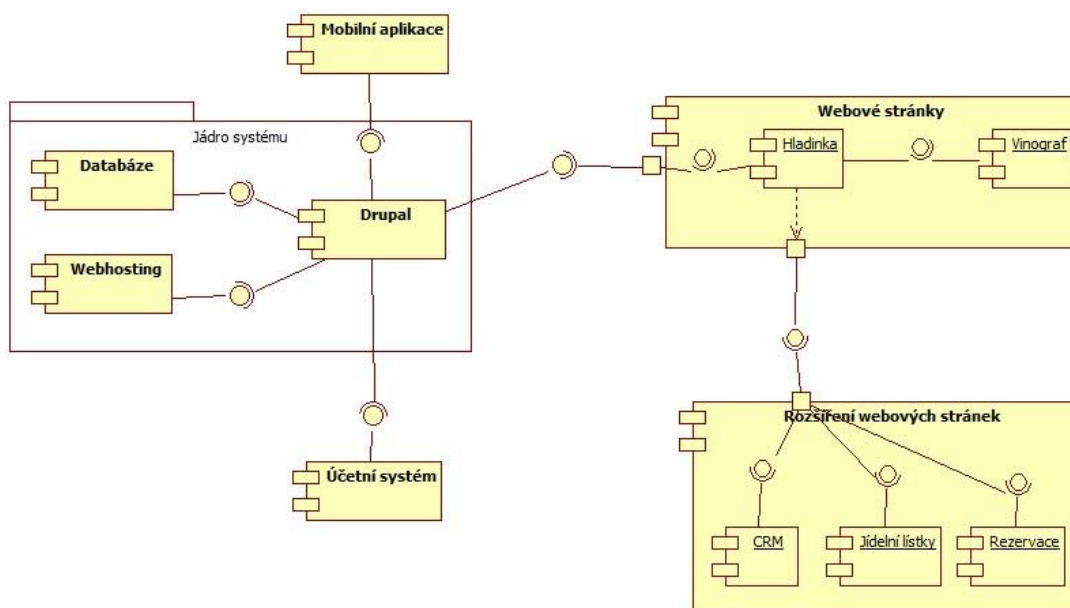 Mobilní aplikace
Jádro systému
Webové stránky
Databáze
Hladinka
Vinograf
Drupal
Webhosting
Rozšíření webových stránek
Účetní systém
CRM
Jídelní lístky
Rezervace